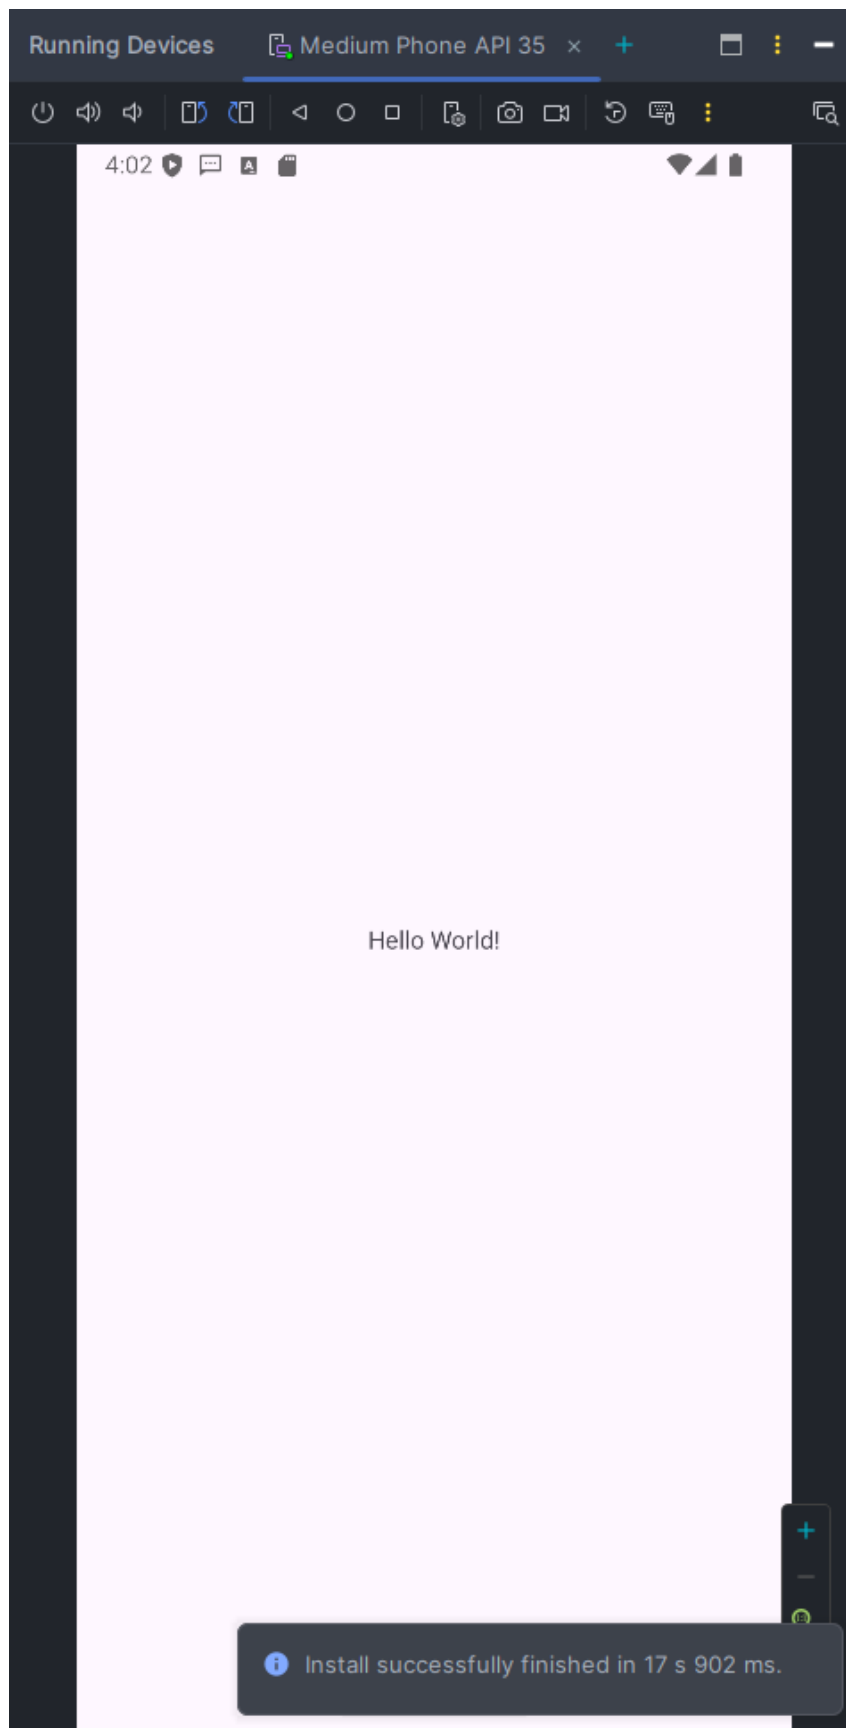 Running Devices Medium Phone API 35
4:02
Hello World!
Install successfully finished in 17 s 902 ms.